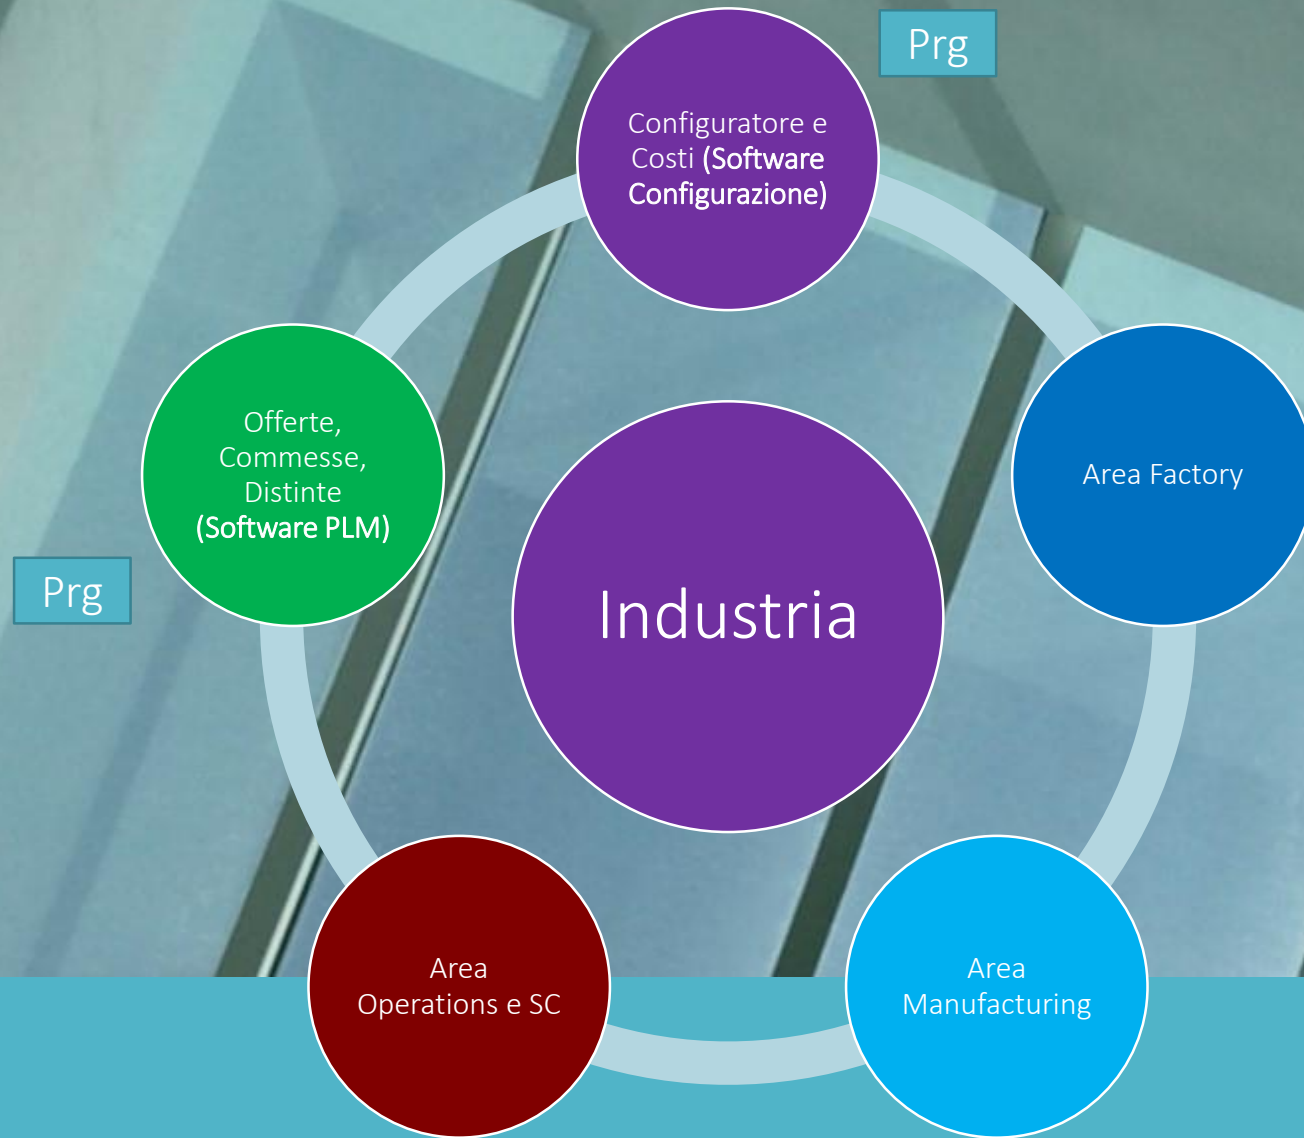 Prg
Configuratore e
Costi (Software
Configurazione)
Offerte,
Commesse,
Distinte
(Software PLM)
Area Factory
Prg
Industria
Area
Operations e SC
Area
Manufacturing